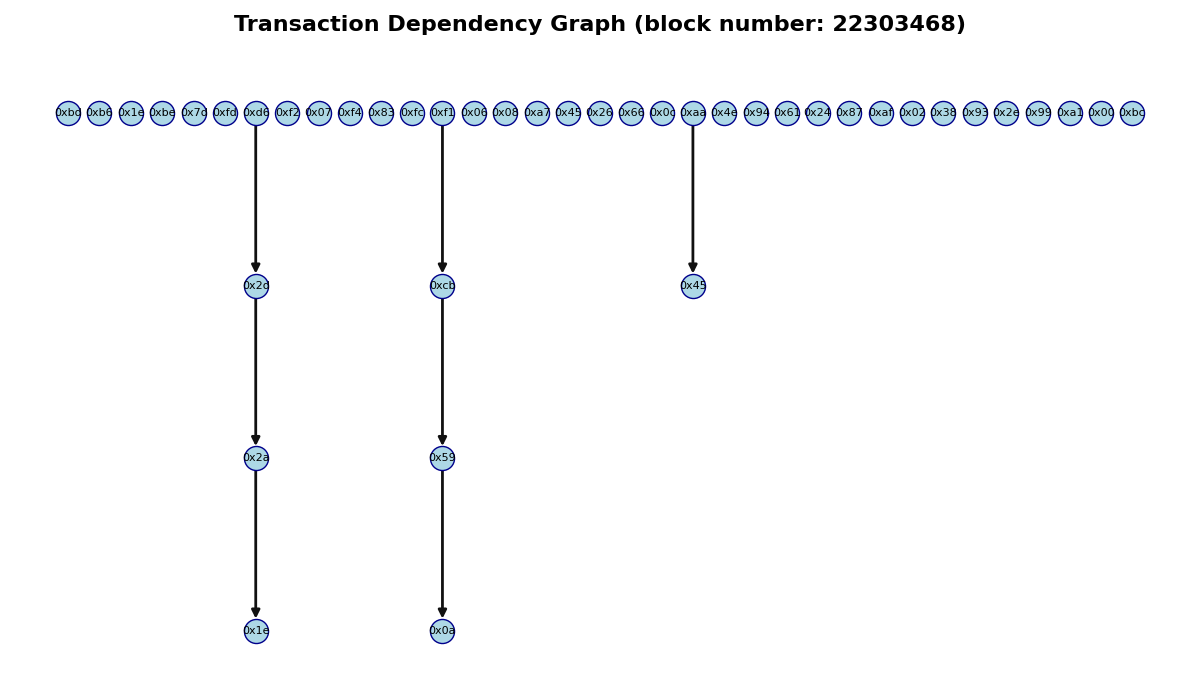 Transaction Dependency Graph (block number: 22303468)
0xbd 0xb6 0x1e 0xbe 0x7d 0xfd 0xd6 0xf2 0x07 0xf4 0x83 0xfc 0xf1 0x06 0x08 0xa7 0x45 0x26 0x66 0x0c 0xaa 0x4e 0x94 0x61 0x24 0x87 0xaf 0x02 0x38 0x93 0x2e 0x99 0xa1 0x00 0xbc
0x2d 0xcb 0x45
0x2a 0x59
0x1e 0x0a